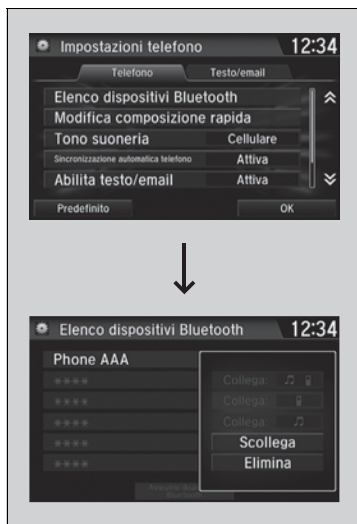 Impostazioni telefono 12:34
Telefono Testo/email
Elenco dispositivi Bluetooth
Modifica composizione rapida
Tono suoneria Cellulare
Sincronizzazione automatica telefono Attiva
Abilita testo/email Attiva
Predefinito OK
Elenco dispositivi Bluetooth 12:34
Phone AAA
**** Collega:
**** Collega:
**** Collega:
**** Scollega
**** Elimina
Bluetooth